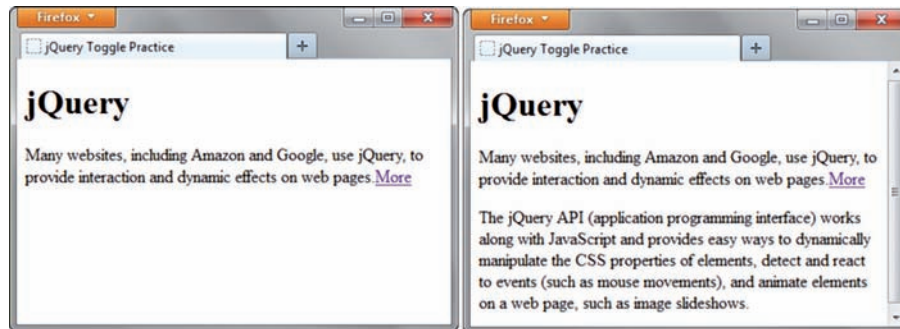 Firefox
jQuery Toggle Practice
jQuery
Many websites, including Amazon and Google, use jQuery, to
provide interaction and dynamic effects on web pages.More
Firefox
jQuery Toggle Practice
jQuery
Many websites, including Amazon and Google, use jQuery, to
provide interaction and dynamic effects on web pages.More
The jQuery API (application programming interface) works
along with JavaScript and provides easy ways to dynamically
manipulate the CSS properties of elements, detect and react
to events (such as mouse movements), and animate elements
on a web page, such as image slideshows.